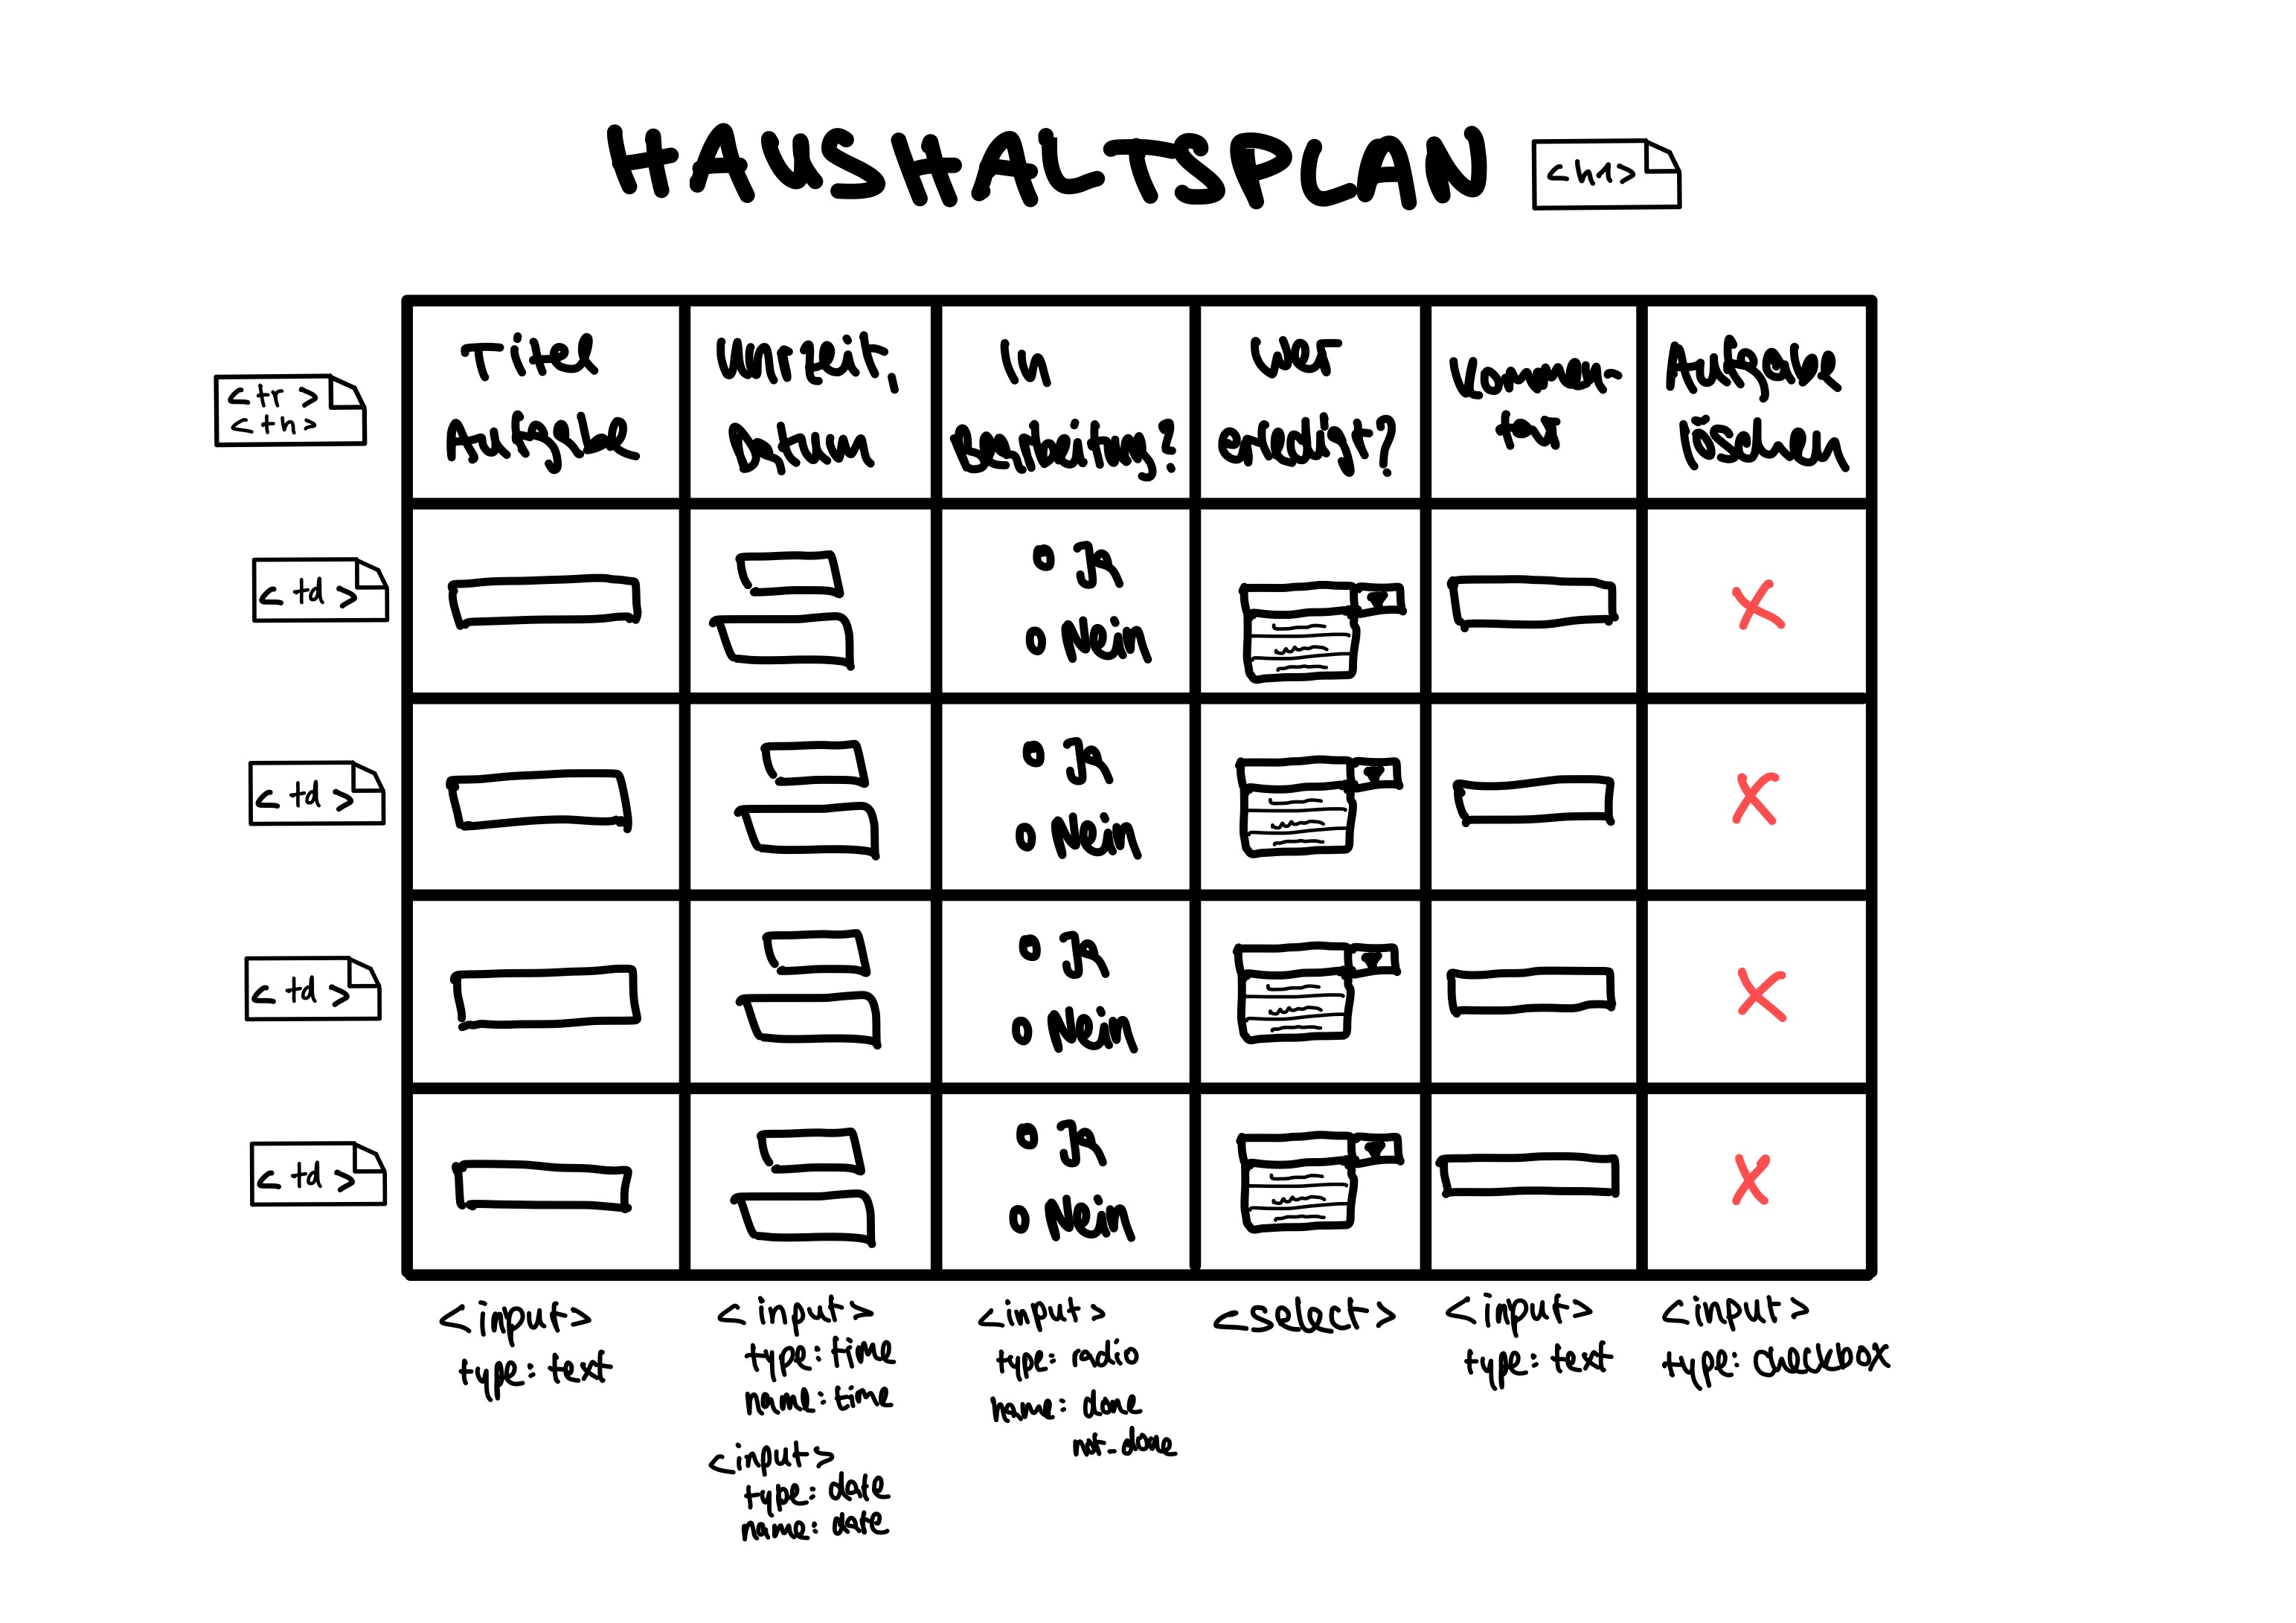 HAUSHALTSPLAN
<h1>
<tr>
<th>
Titel Aufgabe
Uhrzeit, Datum
In Bearbeitung?
Wer erledigt?
Kommen-tar
Aufgabe löschen
<td>
Ja
Nein
<td>
Ja
Nein
<td>
Ja
Nein
<td>
Ja
Nein
<input>
type: text
<input>
type: time
name: time
<input>
type: date
name: date
<input>
type: radio
name: done
not_done
<select>
<input>
type: text
<input>
type: checkbox